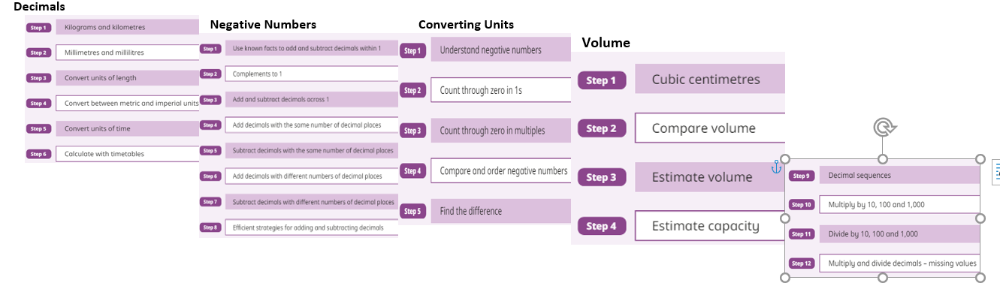 Decimals
Step 1 Kilograms and kilometres
Step 2 Millimetres and millilitres
Step 3 Convert units of length
Step 4 Convert between metric and imperial units
Step 5 Convert units of time
Step 6 Calculate with timetables
Negative Numbers
Step 1 Use known facts to add and subtract decimals within 1
Step 2 Complements to 1
Step 3 Add and subtract decimals across 1
Step 4 Add decimals with the same number of decimal places
Step 5 Subtract decimals with the same number of decimal places
Step 6 Add decimals with different numbers of decimal places
Step 7 Subtract decimals with different numbers of decimal places
Step 8 Efficient strategies for adding and subtracting decimals
Converting Units
Step 1 Understand negative numbers
Step 2 Count through zero in 1s
Step 3 Count through zero in multiples
Step 4 Compare and order negative numbers
Step 5 Find the difference
Volume
Step 1 Cubic centimetres
Step 2 Compare volume
Step 3 Estimate volume
Step 4 Estimate capacity
Step 9 Decimal sequences
Step 10 Multiply by 10, 100 and 1,000
Step 11 Divide by 10, 100 and 1,000
Step 12 Multiply and divide decimals – missing values